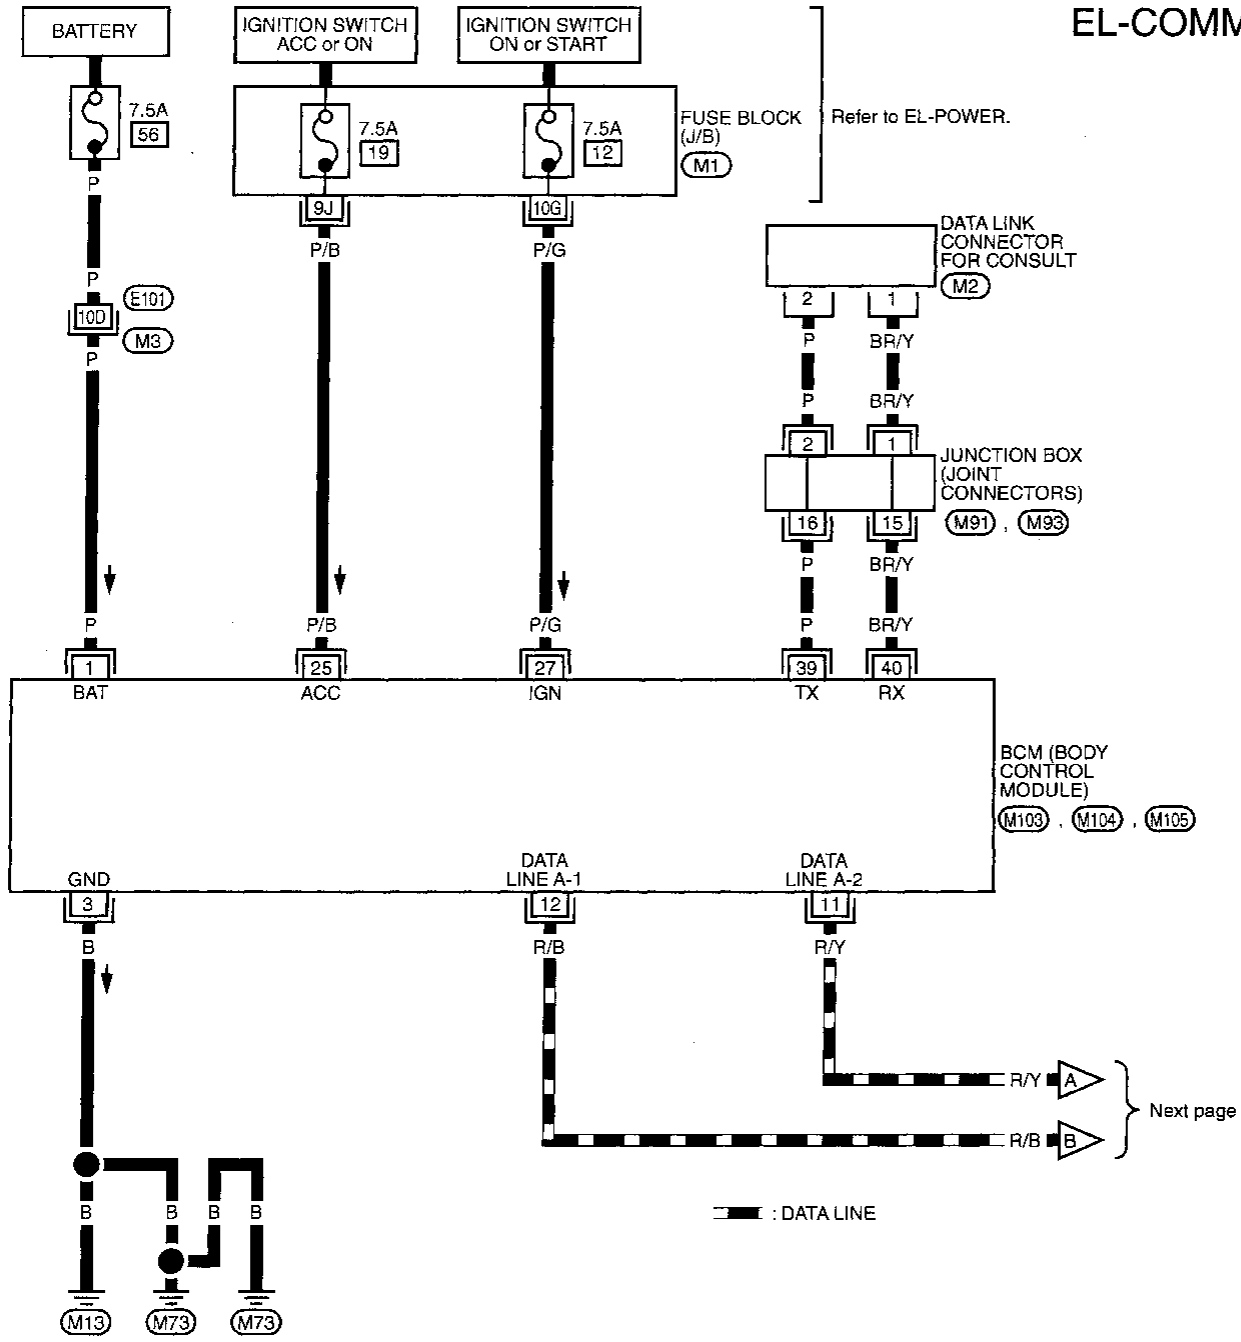 EL-COMM
BATTERY
IGNITION SWITCH
ACC or ON
IGNITION SWITCH
ON or START
7.5A
56
7.5A
19
7.5A
12
FUSE BLOCK
(J/B)
M1
Refer to EL-POWER.
P
9J
10G
P/B
P/G
DATA LINK
CONNECTOR
FOR CONSULT
M2
P
E101
10D
M3
P
2
1
P
BR/Y
P
BR/Y
2
1
JUNCTION BOX
(JOINT
CONNECTORS)
M91 , M93
16
15
P
BR/Y
P
P/B
P/G
P
BR/Y
1
25
27
39
40
BAT
ACC
IGN
TX
RX
BCM (BODY
CONTROL
MODULE)
M103 , M104 , M105
GND
DATA
LINE A-1
DATA
LINE A-2
3
12
11
B
R/B
R/Y
R/Y
A
Next page
R/B
B
B
B
B
B
: DATA LINE
M13
M73
M73